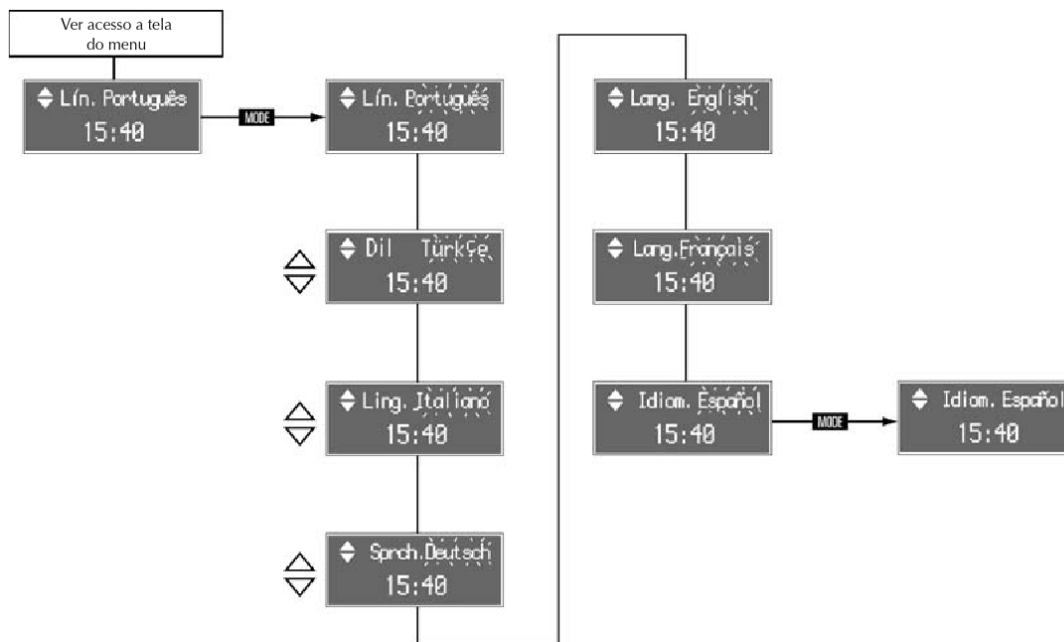 Ver acesso a tela
do menu
Lín. Português
15:40
MODE
Lín. Português
15:40
Dil Türkçe
15:40
Ling. Italiano
15:40
Sprch. Deutsch
15:40
Lang. English
15:40
Lang. Français
15:40
Idiom. Español
15:40
MODE
Idiom. Español
15:40